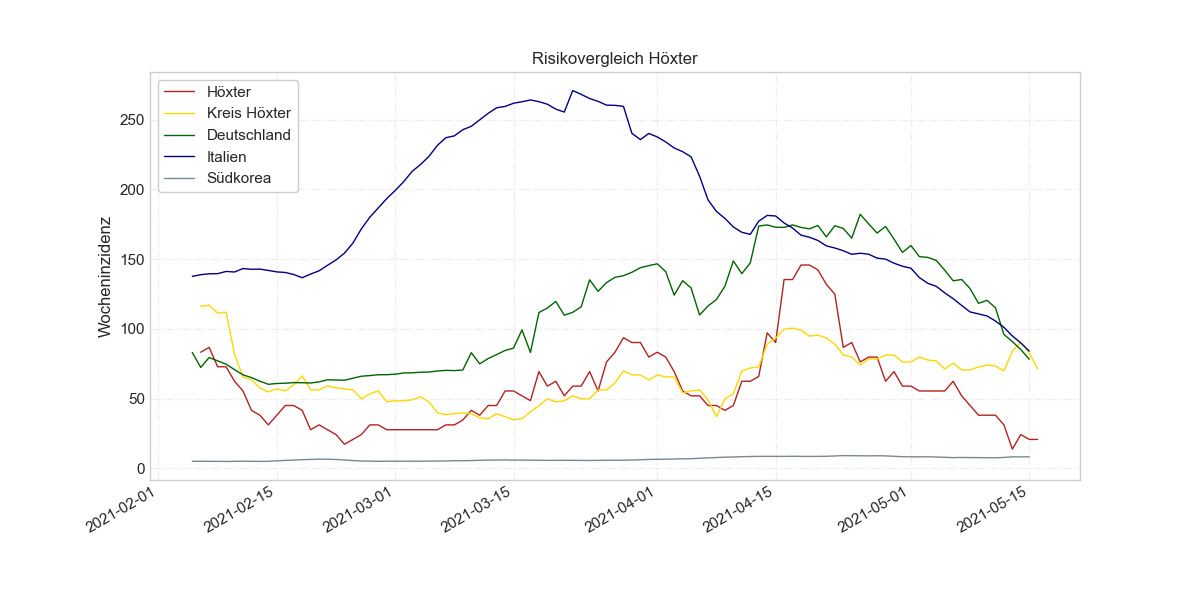 Risikovergleich Höxter
Höxter
Kreis Höxter
Deutschland
Italien
Südkorea
Wocheninzidenz
250
200
150
100
50
0
2021-02-01
2021-02-15
2021-03-01
2021-03-15
2021-04-01
2021-04-15
2021-05-01
2021-05-15